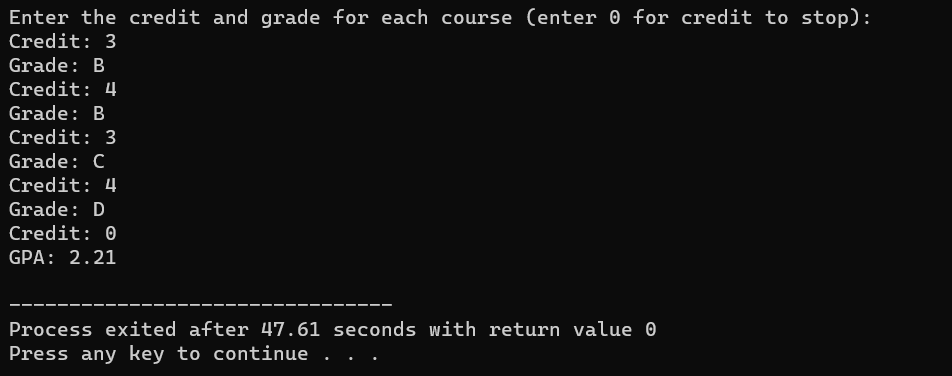 Enter the credit and grade for each course (enter 0 for credit to stop):
Credit: 3
Grade: B
Credit: 4
Grade: B
Credit: 3
Grade: C
Credit: 4
Grade: D
Credit: 0
GPA: 2.21
--------------------------------
Process exited after 47.61 seconds with return value 0
Press any key to continue . . .